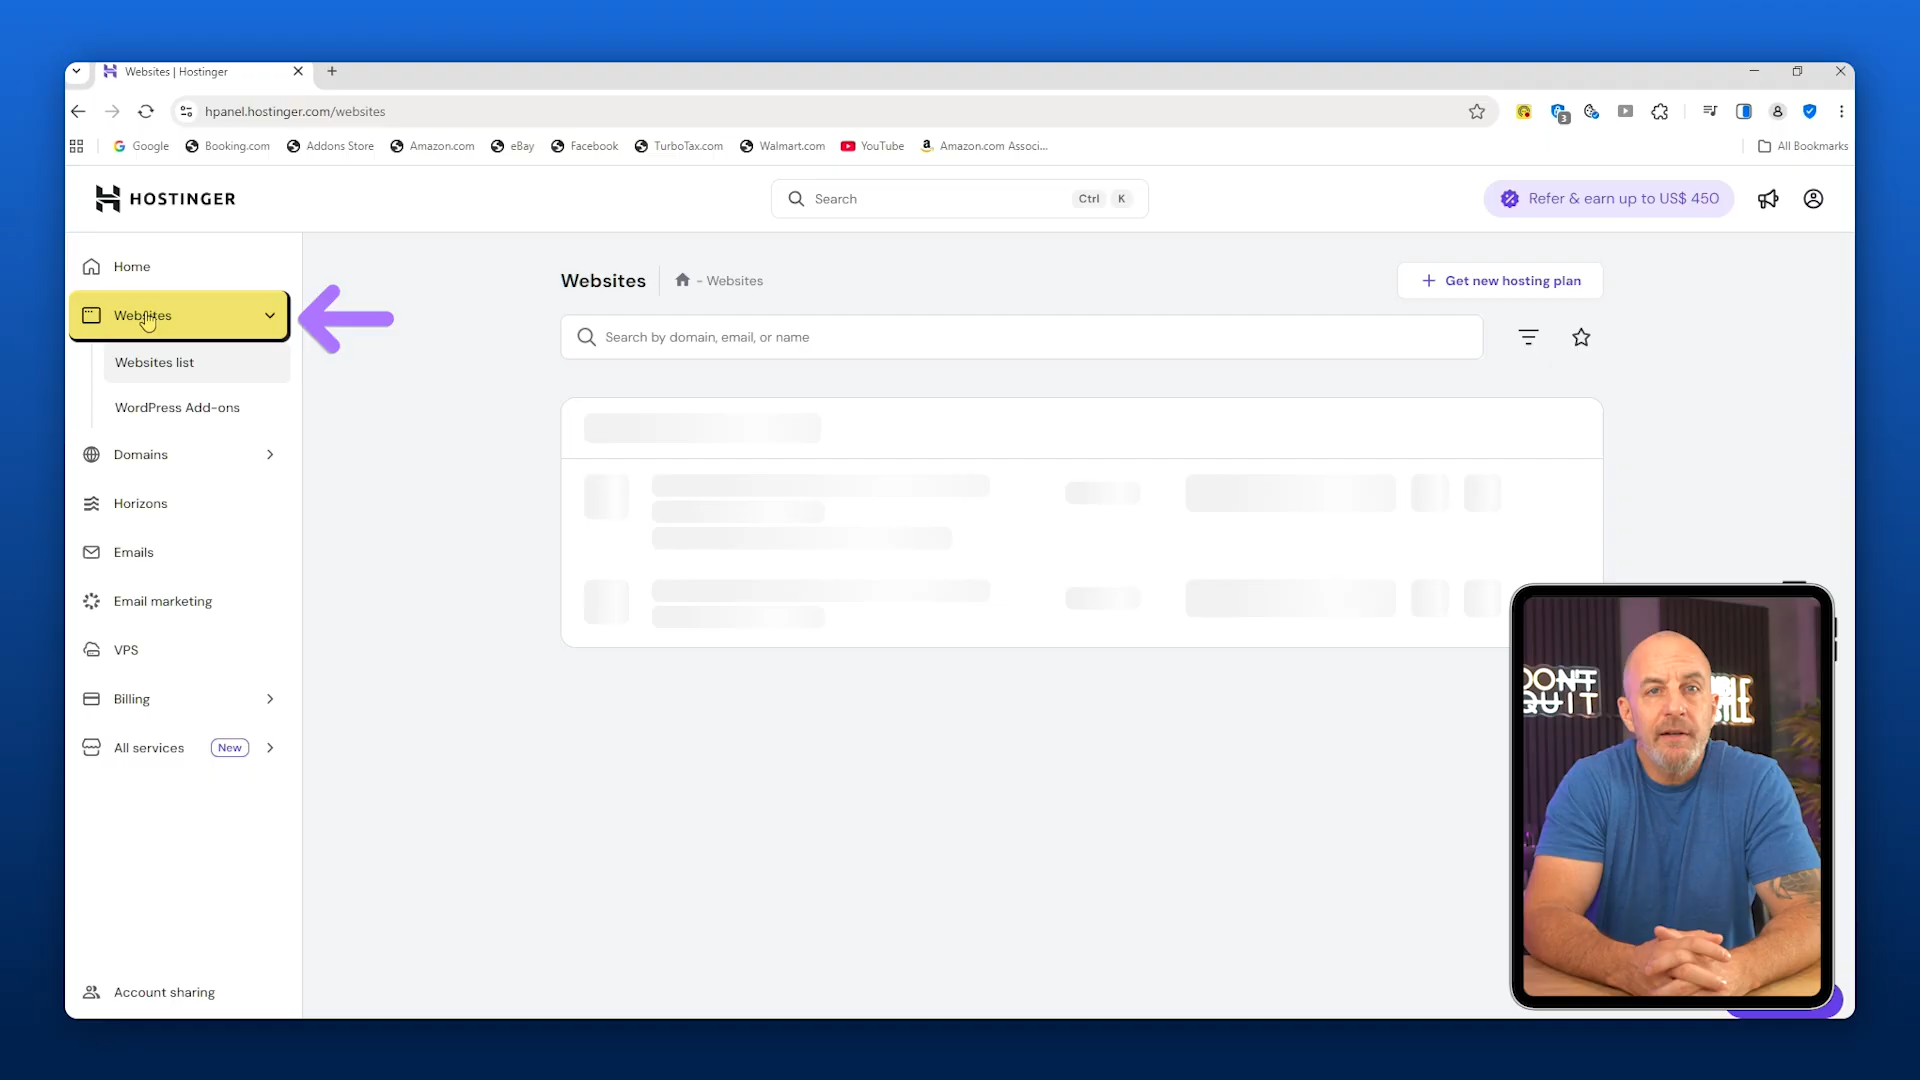 Websites | Hostinger
hpanel.hostinger.com/websites
3
Google
Booking.com
Addons Store
Amazon.com
eBay
Facebook
TurboTax.com
Walmart.com
YouTube
Amazon.com Associ...
All Bookmarks
HOSTINGER
Search
Ctrl
K
Refer & earn up to US$ 450
Home
Websites
Websites list
WordPress Add-ons
Domains
Horizons
Emails
Email marketing
VPS
Billing
All services
New
Account sharing
Websites
- Websites
Get new hosting plan
Search by domain, email, or name
DON'T
QUIT